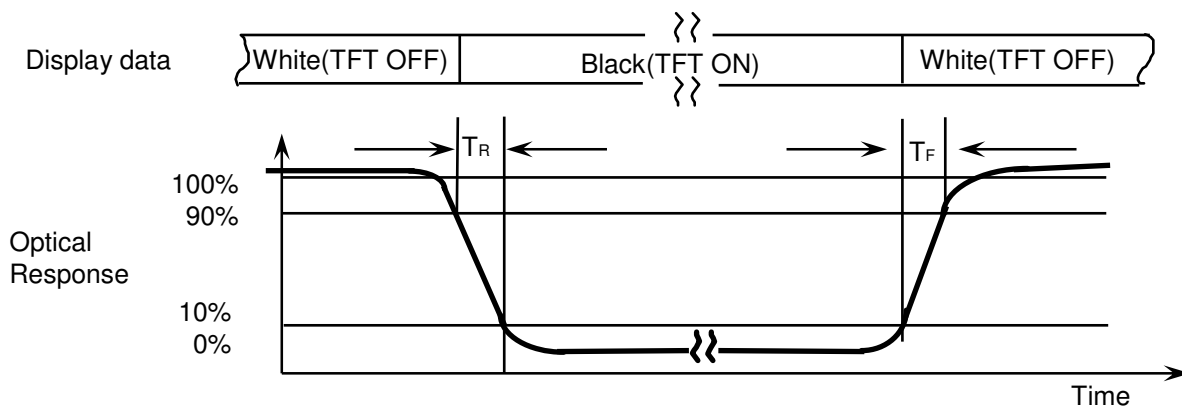 Display data
White(TFT OFF) Black(TFT ON) White(TFT OFF)
TR TF
100%
90%
Optical
Response
10%
0%
Time